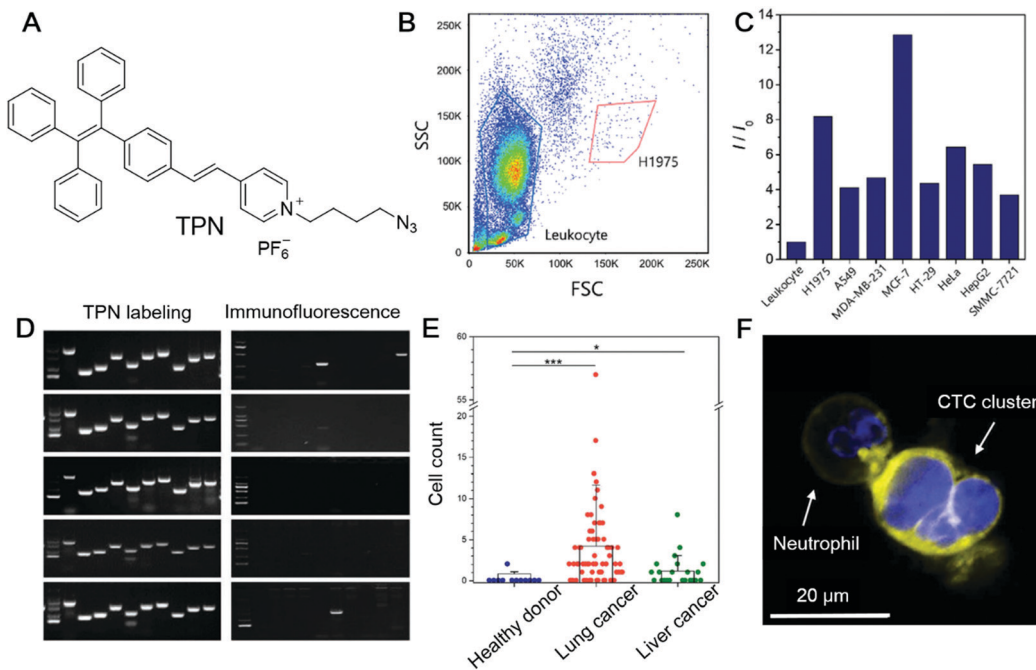 A
TPN
N+
N3
PF6−
B
SSC
250K
200K
150K
100K
50K
0
H1975
Leukocyte
0 50K 100K 150K 200K 250K
FSC
C
I / I0
14
12
10
8
6
4
2
0
Leukocyte
H1975
A549
MDA-MB-231
MCF-7
HT-29
HeLa
HepG2
SMMC-7721
D
TPN labeling
Immunofluorescence
E
Cell count
60
55
20
15
10
5
0
***
*
Healthy donor
Lung cancer
Liver cancer
F
CTC cluster
Neutrophil
20 μm